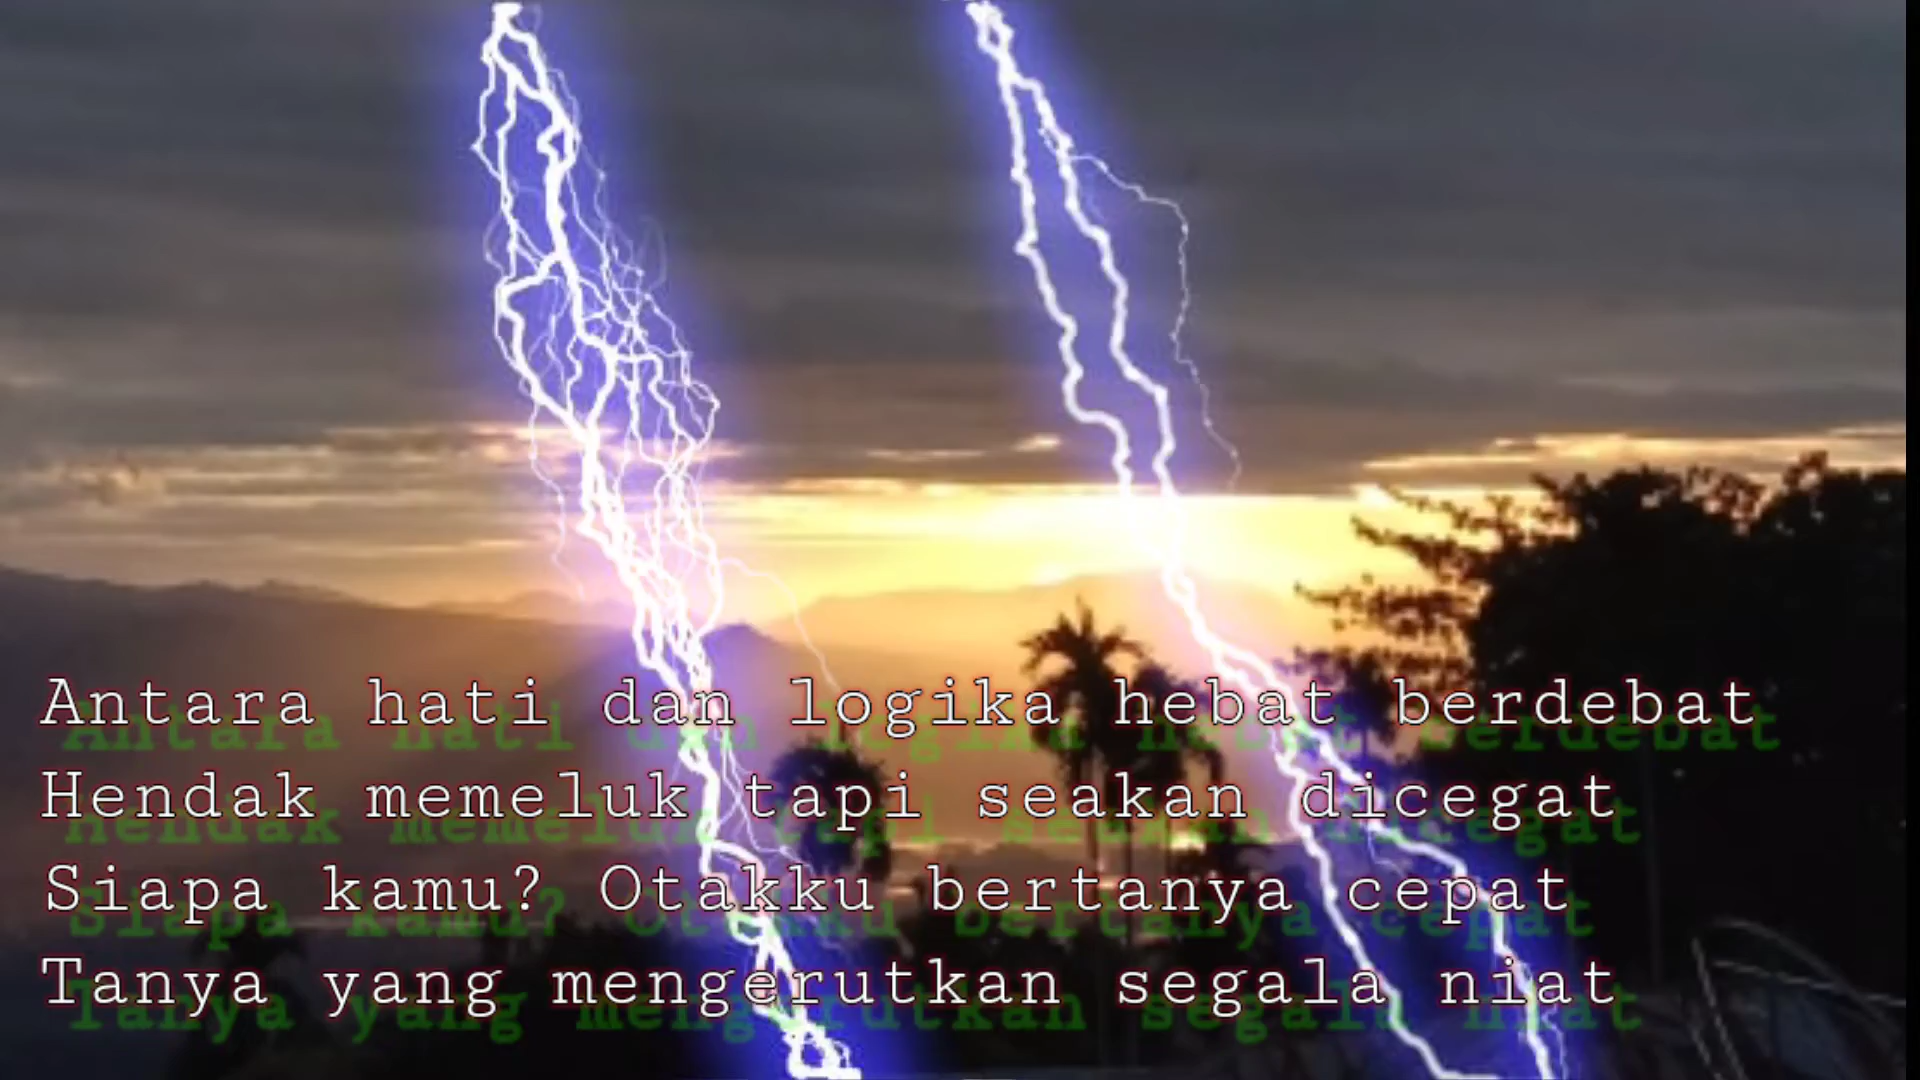 Antara hati dan logika hebat berdebat
Hendak memeluk tapi seakan dicegat
Siapa kamu? Otakku bertanya cepat
Tanya yang mengerutkan segala niat